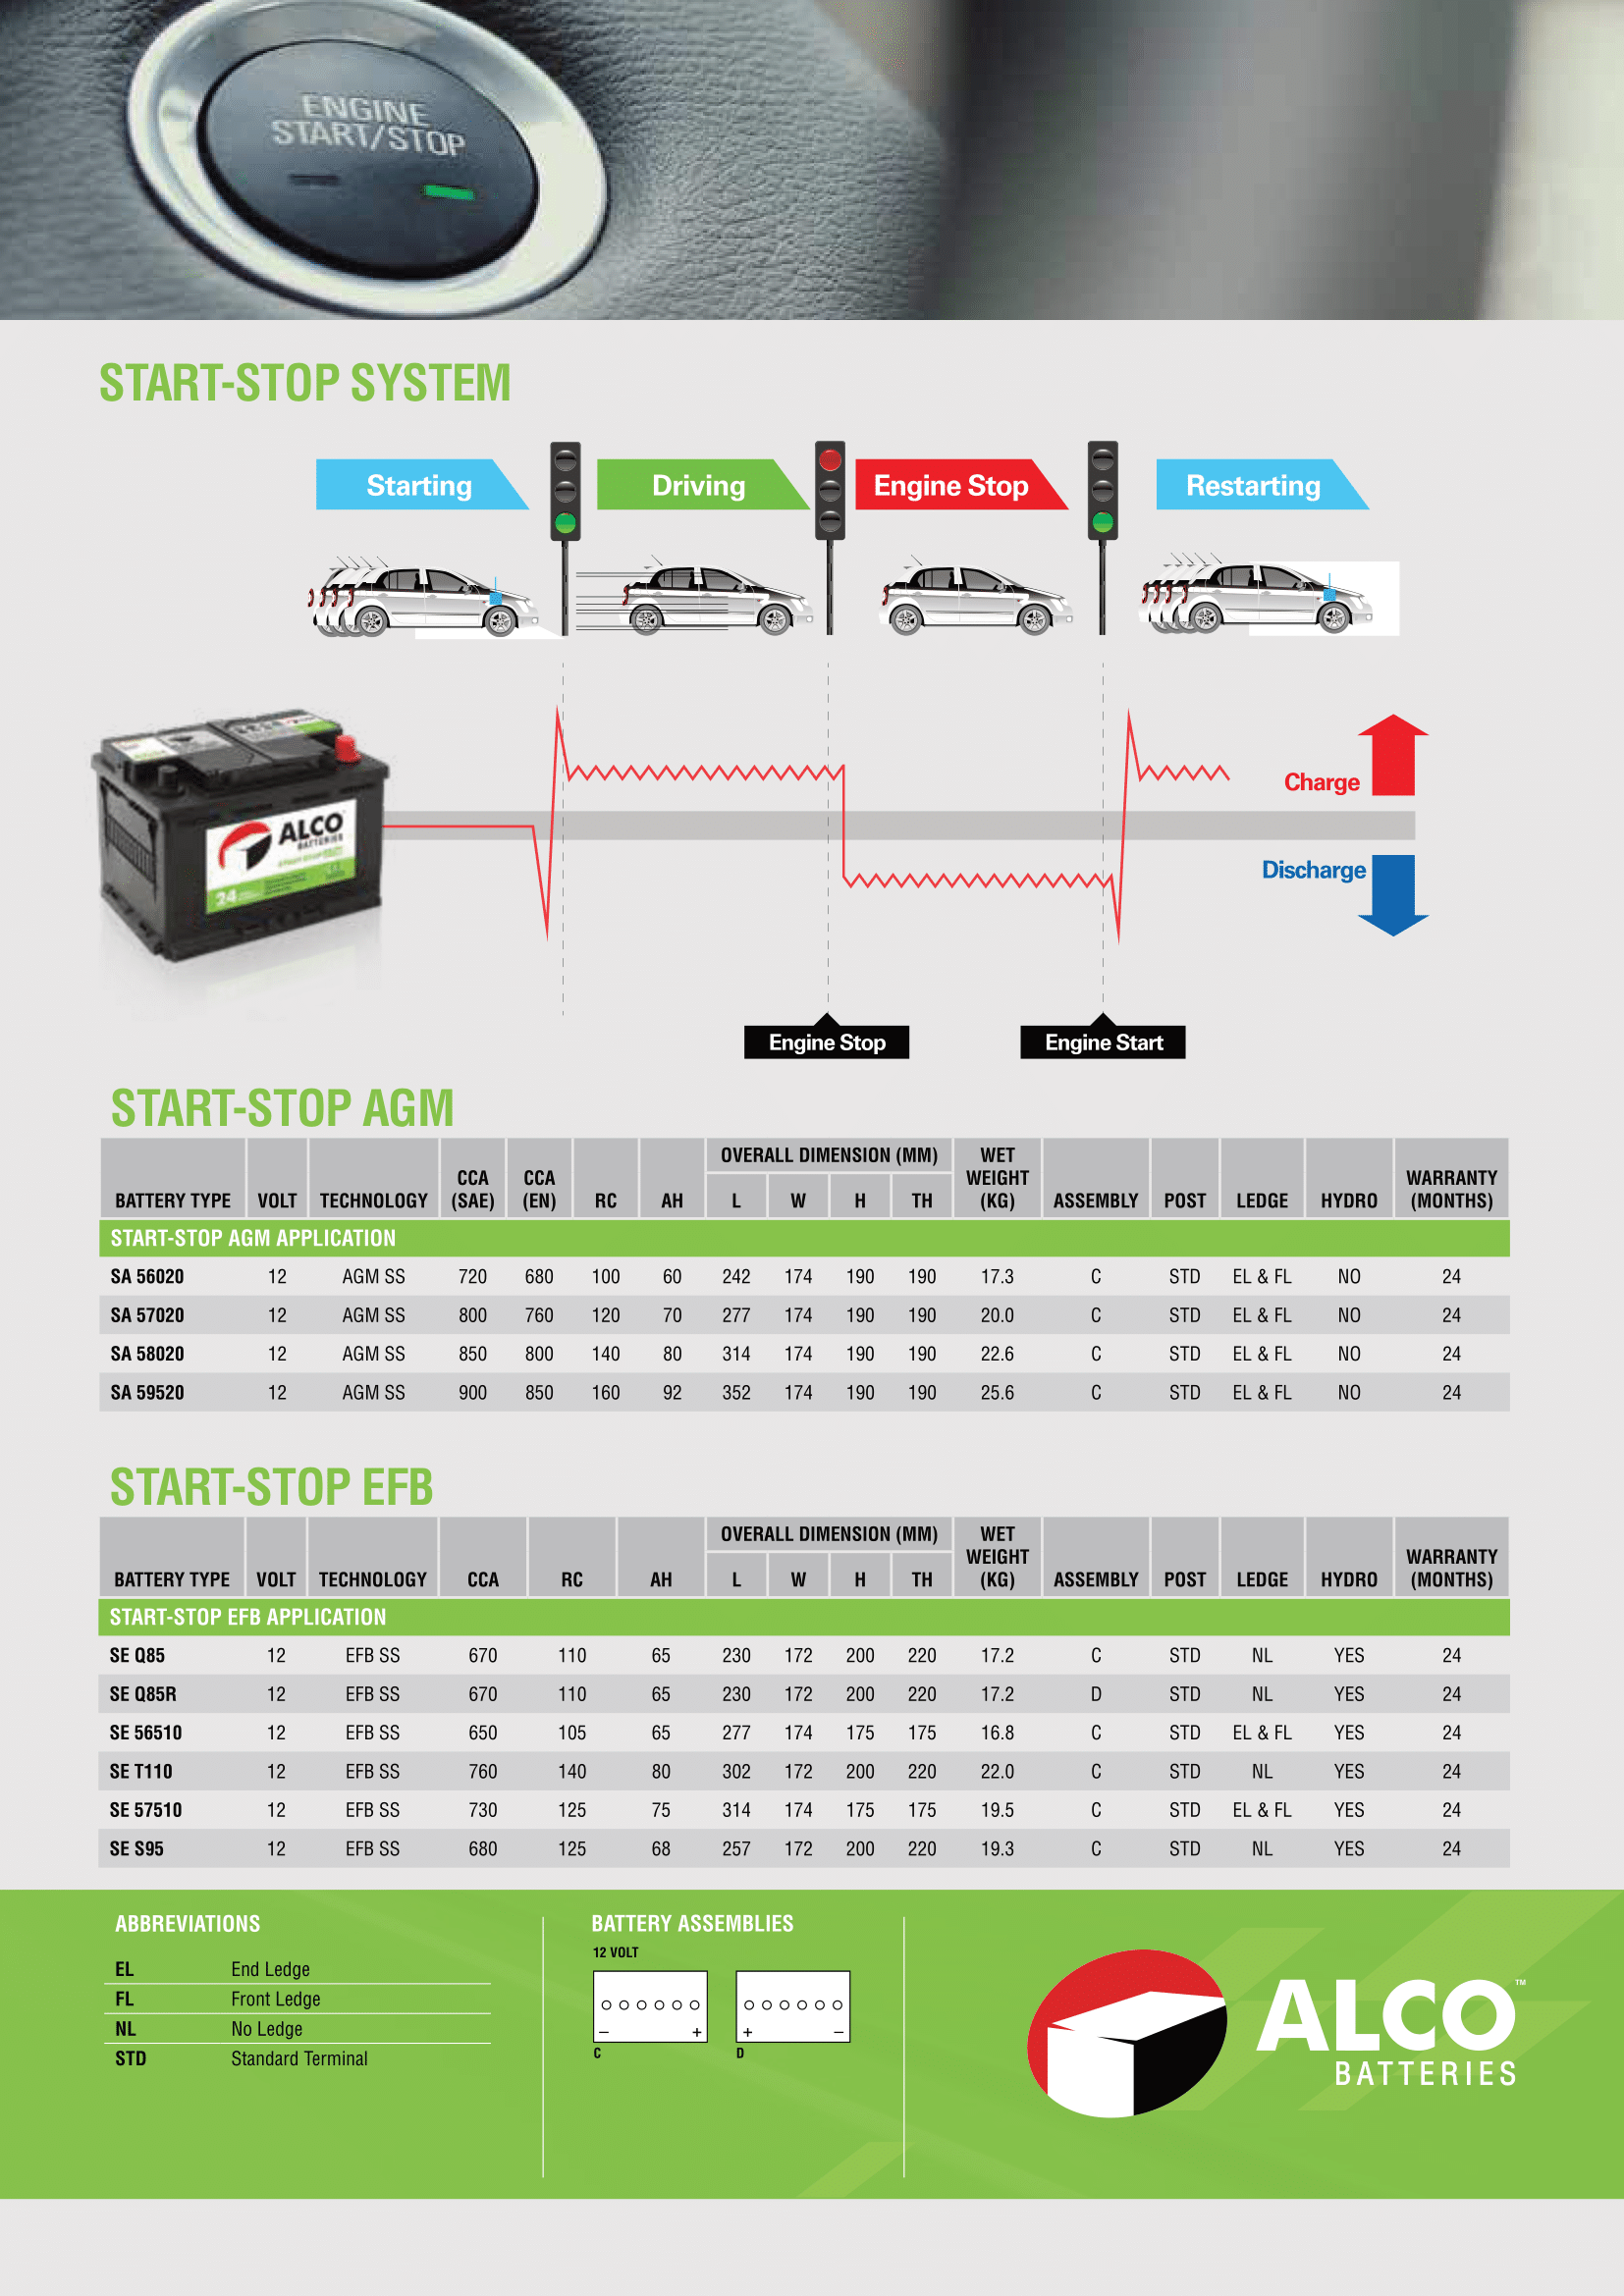 ENGINE
START/STOP
START-STOP SYSTEM
Starting
Driving
Engine Stop
Restarting
Charge
ALCO
BATTERIES
24
Discharge
Engine Stop
Engine Start
START-STOP AGM
BATTERY TYPE VOLT TECHNOLOGY CCA (SAE) CCA (EN) RC AH OVERALL DIMENSION (MM) L W H TH WET WEIGHT (KG) ASSEMBLY POST LEDGE HYDRO WARRANTY (MONTHS)
START-STOP AGM APPLICATION
SA 56020 12 AGM SS 720 680 100 60 242 174 190 190 17.3 C STD EL & FL NO 24
SA 57020 12 AGM SS 800 760 120 70 277 174 190 190 20.0 C STD EL & FL NO 24
SA 58020 12 AGM SS 850 800 140 80 314 174 190 190 22.6 C STD EL & FL NO 24
SA 59520 12 AGM SS 900 850 160 92 352 174 190 190 25.6 C STD EL & FL NO 24
START-STOP EFB
BATTERY TYPE VOLT TECHNOLOGY CCA RC AH OVERALL DIMENSION (MM) L W H TH WET WEIGHT (KG) ASSEMBLY POST LEDGE HYDRO WARRANTY (MONTHS)
START-STOP EFB APPLICATION
SE Q85 12 EFB SS 670 110 65 230 172 200 220 17.2 C STD NL YES 24
SE Q85R 12 EFB SS 670 110 65 230 172 200 220 17.2 D STD NL YES 24
SE 56510 12 EFB SS 650 105 65 277 174 175 175 16.8 C STD EL & FL YES 24
SE T110 12 EFB SS 760 140 80 302 172 200 220 22.0 C STD NL YES 24
SE 57510 12 EFB SS 730 125 75 314 174 175 175 19.5 C STD EL & FL YES 24
SE S95 12 EFB SS 680 125 68 257 172 200 220 19.3 C STD NL YES 24
ABBREVIATIONS
EL End Ledge
FL Front Ledge
NL No Ledge
STD Standard Terminal
BATTERY ASSEMBLIES
12 VOLT
– + + –
C D
ALCO™
BATTERIES